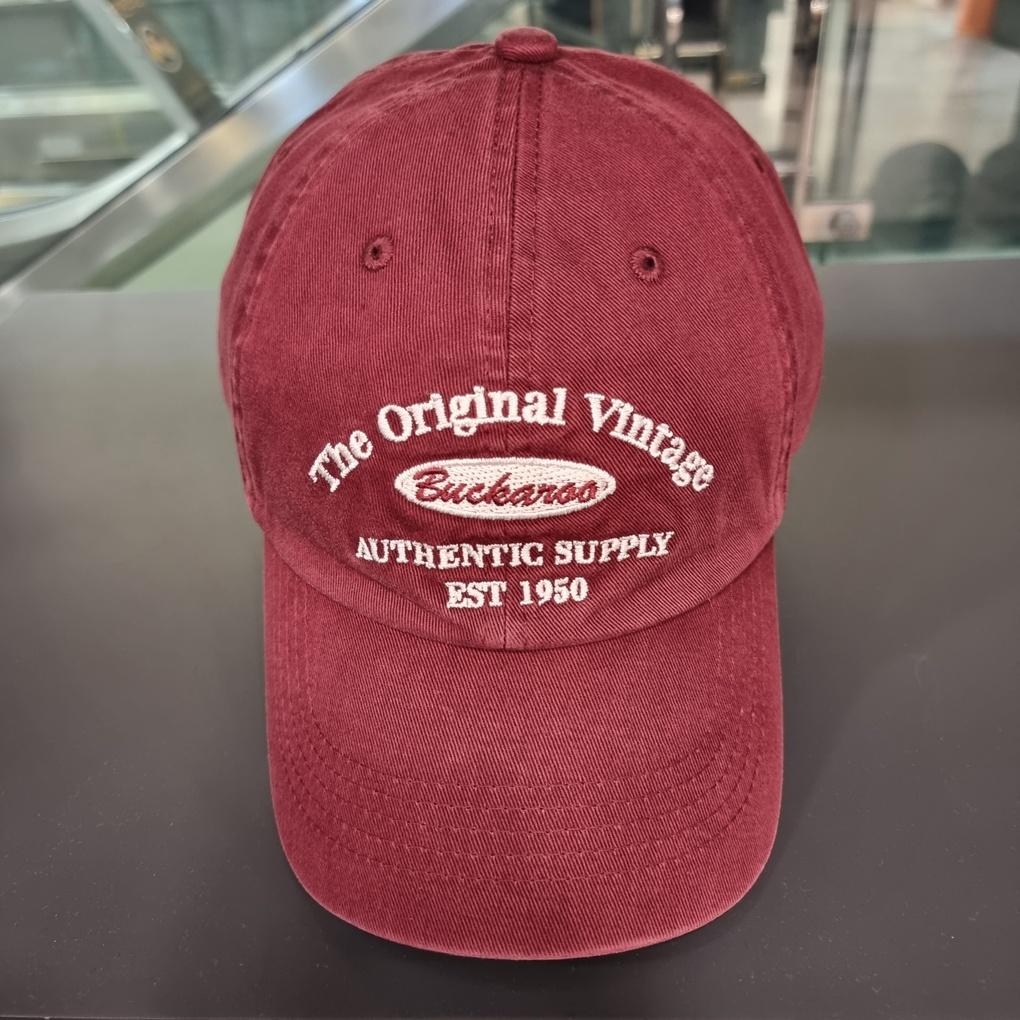 The Original Vintage
Buckaroo
AUTHENTIC SUPPLY
EST 1950